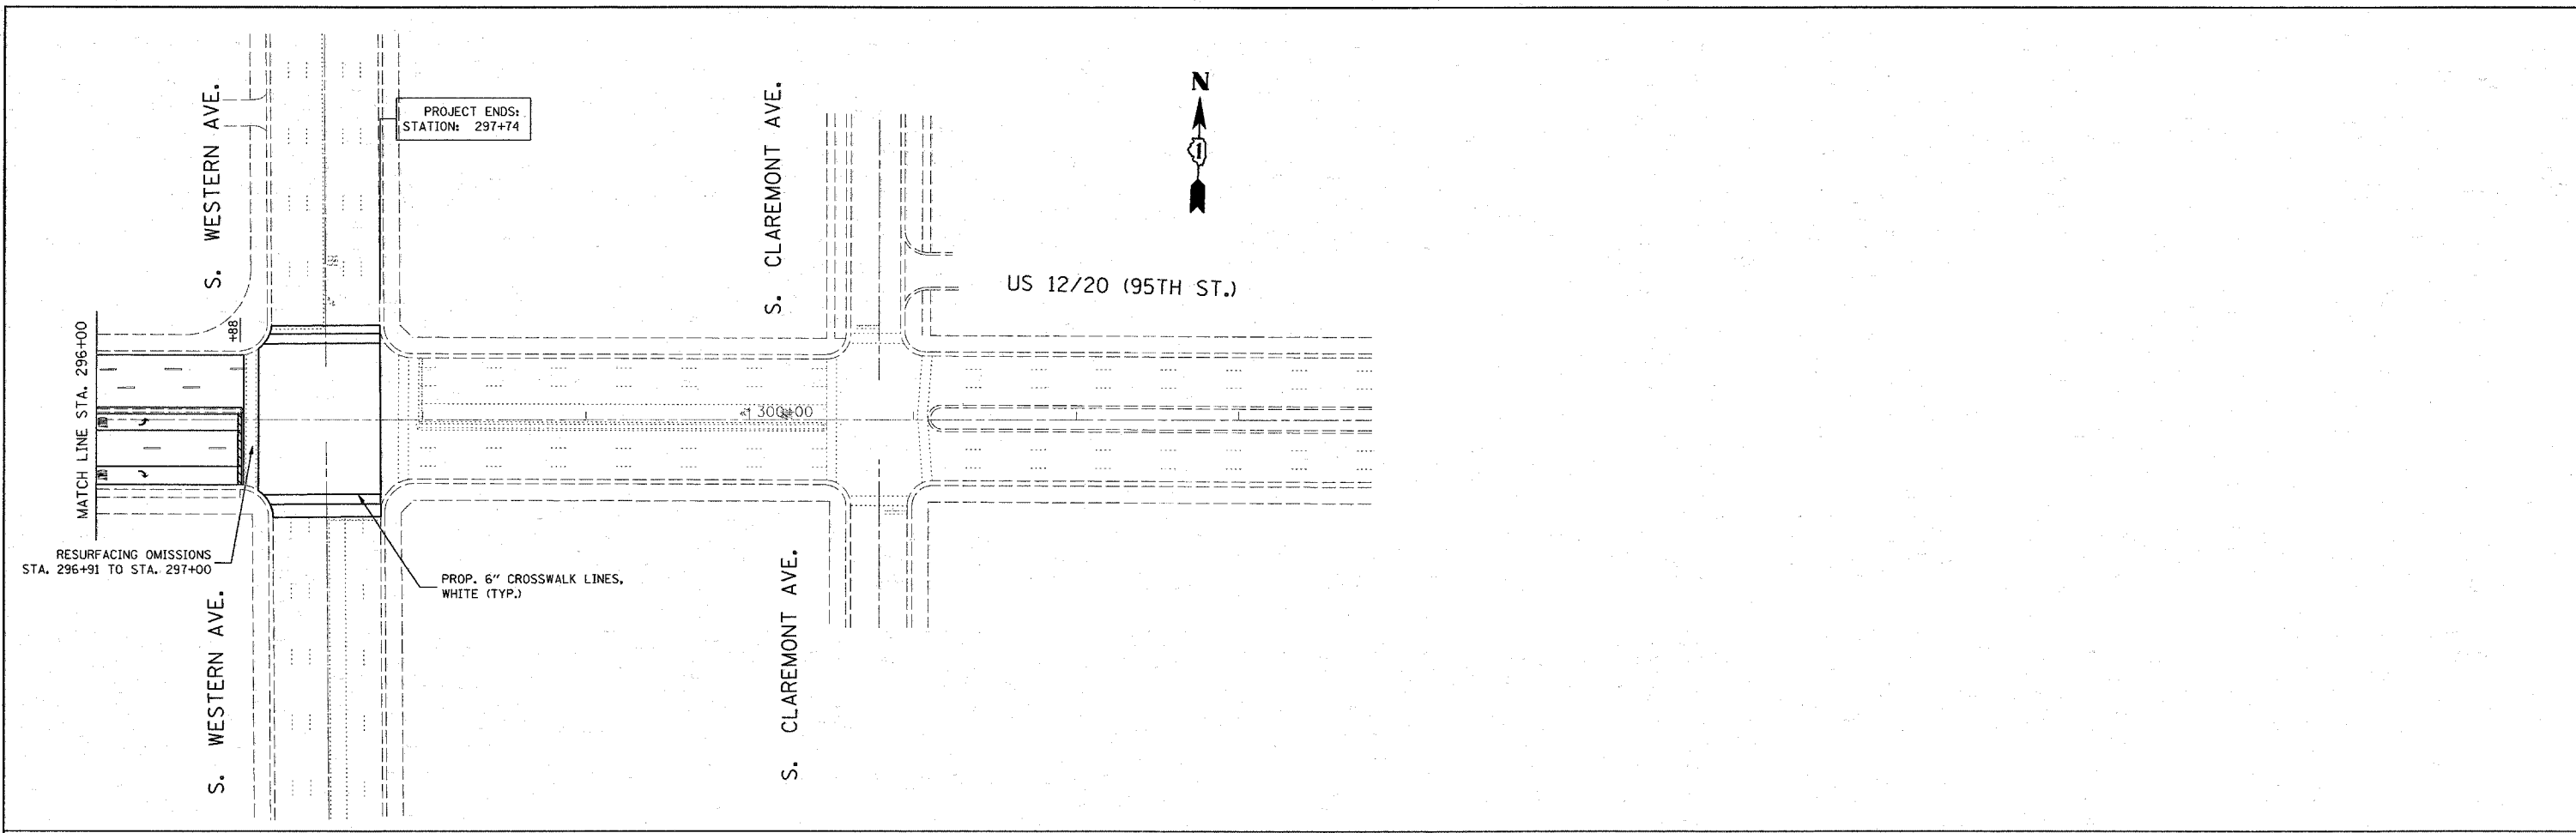 S. WESTERN AVE.
PROJECT ENDS:
STATION: 297+74
S. CLAREMONT AVE.
N
US 12/20 (95TH ST.)
MATCH LINE STA. 296+00
+88
300+00
RESURFACING OMISSIONS
STA. 296+91 TO STA. 297+00
PROP. 6" CROSSWALK LINES,
WHITE (TYP.)
S. WESTERN AVE.
S. CLAREMONT AVE.